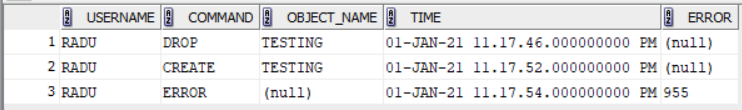 USERNAME COMMAND OBJECT_NAME TIME ERROR
1 RADU DROP TESTING 01-JAN-21 11.17.46.000000000 PM (null)
2 RADU CREATE TESTING 01-JAN-21 11.17.52.000000000 PM (null)
3 RADU ERROR (null) 01-JAN-21 11.17.54.000000000 PM 955